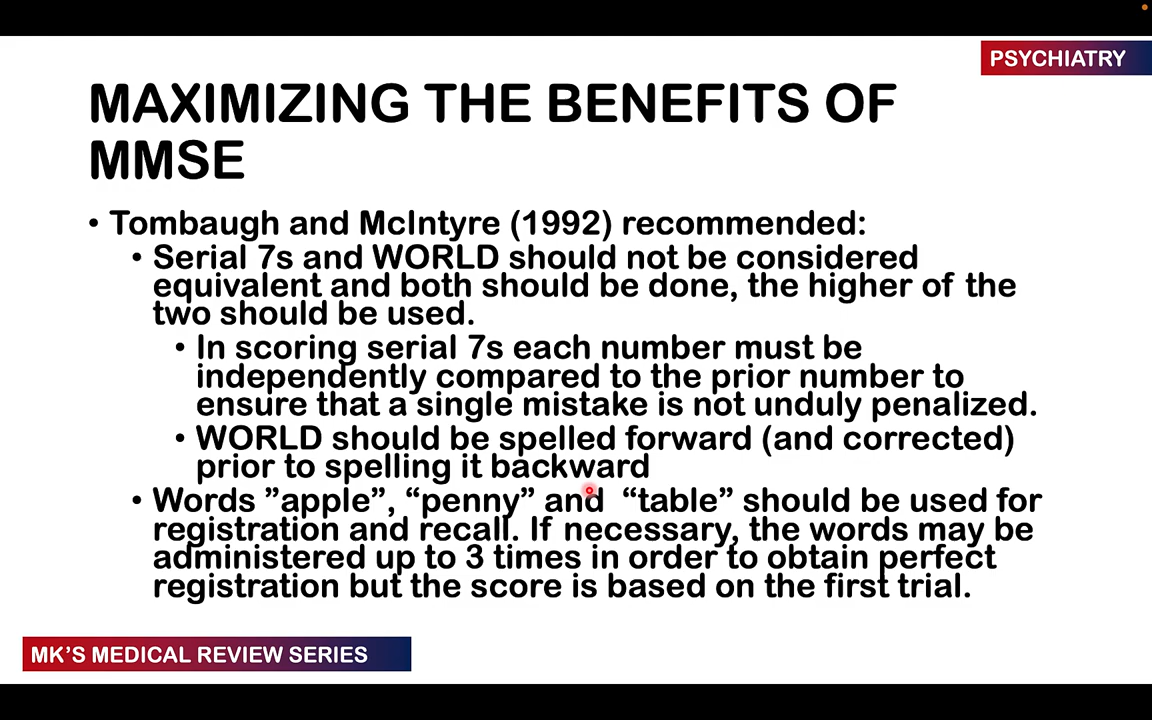 PSYCHIATRY
MAXIMIZING THE BENEFITS OF
MMSE
• Tombaugh and McIntyre (1992) recommended:
• Serial 7s and WORLD should not be considered
equivalent and both should be done, the higher of the
two should be used.
• In scoring serial 7s each number must be
independently compared to the prior number to
ensure that a single mistake is not unduly penalized.
• WORLD should be spelled forward (and corrected)
prior to spelling it backward
• Words ”apple”, “penny” and “table” should be used for
registration and recall. If necessary, the words may be
administered up to 3 times in order to obtain perfect
registration but the score is based on the first trial.
MK’S MEDICAL REVIEW SERIES